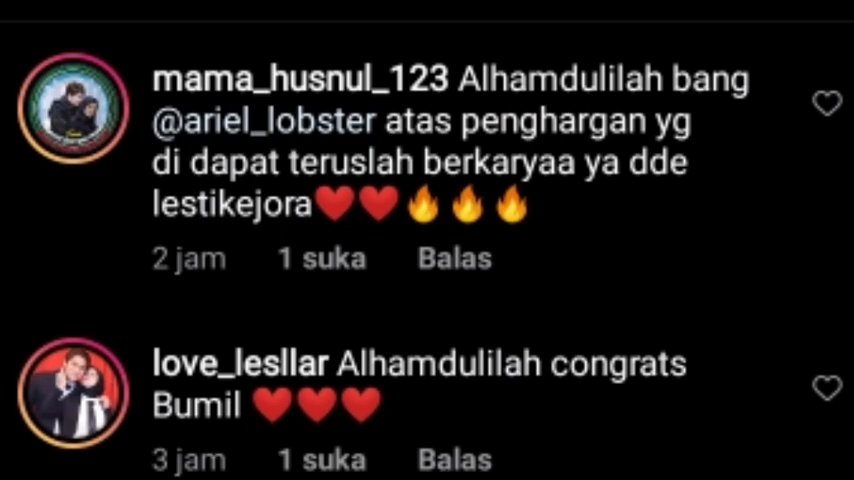 mama_husnul_123 Alhamdulilah bang
@ariel_lobster atas penghargan yg
di dapat teruslah berkaryaa ya dde
lestikejora❤️❤️🔥🔥🔥
2 jam 1 suka Balas
love_lesllar Alhamdulilah congrats
Bumil ❤️❤️❤️
3 jam 1 suka Balas